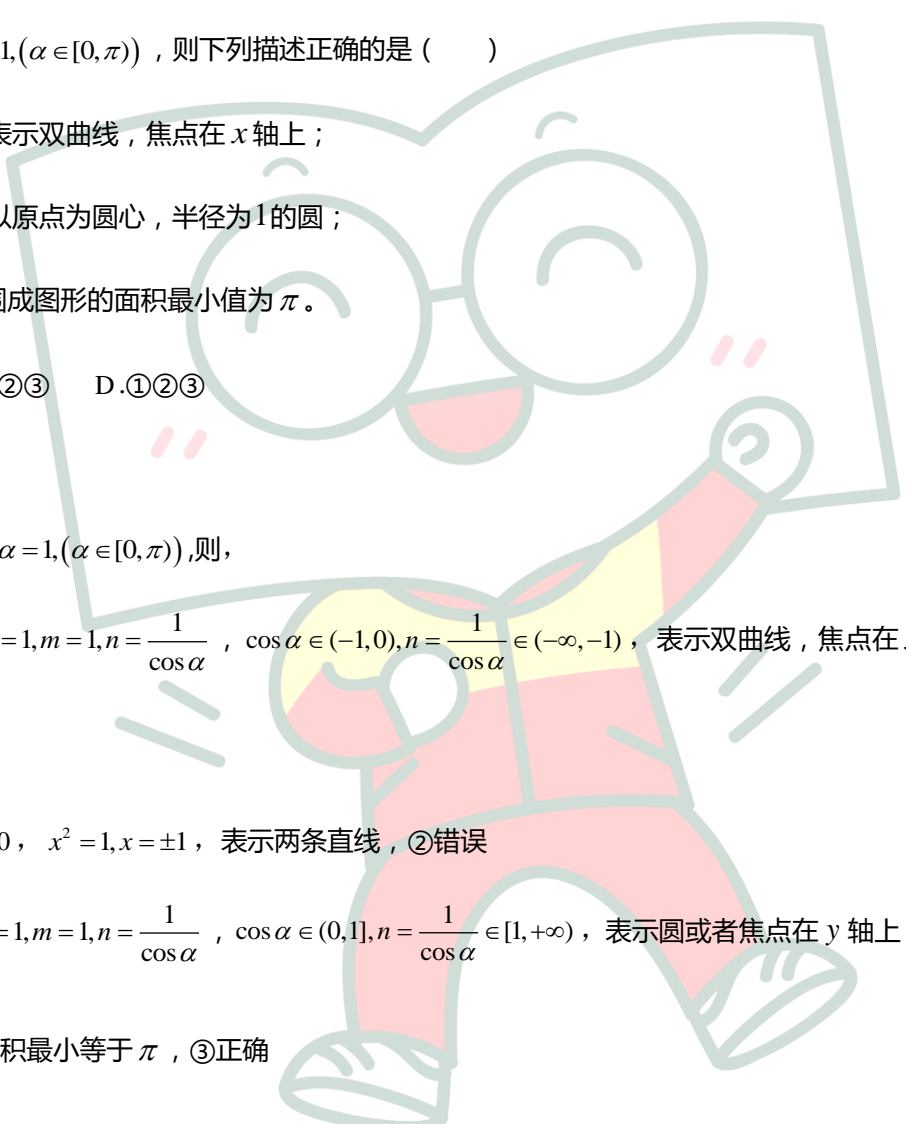 1,(α∈[0,π)) ，则下列描述正确的是（ ）
表示双曲线，焦点在 x 轴上；
以原点为圆心，半径为1的圆；
围成图形的面积最小值为 π 。
②③ D.①②③
α=1,(α∈[0,π)),则，
=1,m=1,n=1/cosα ，cosα∈(−1,0),n=1/cosα∈(−∞,−1)，表示双曲线，焦点在
0，x²=1,x=±1，表示两条直线，②错误
=1,m=1,n=1/cosα ，cosα∈(0,1],n=1/cosα∈[1,+∞)，表示圆或者焦点在 y 轴上
积最小等于 π ，③正确